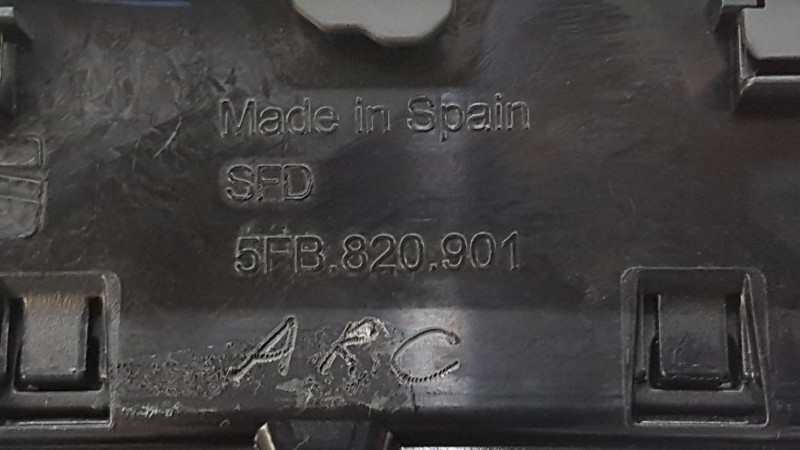 Made in Spain
SFD
5FB.820.901
ARC